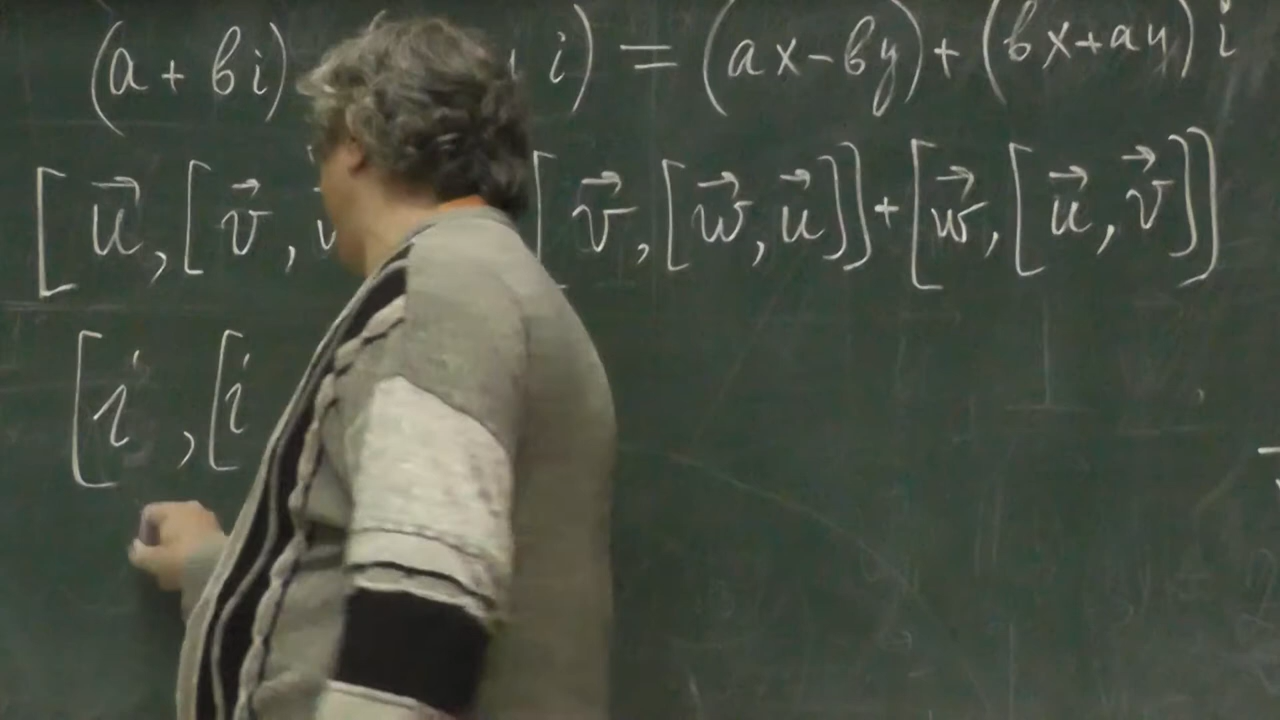 (a + bi) i) = (ax - by) + (bx + ay) i
[u⃗, [v⃗, [v⃗, [w⃗, u⃗]] + [w⃗, [u⃗, v⃗]]
[i, [i